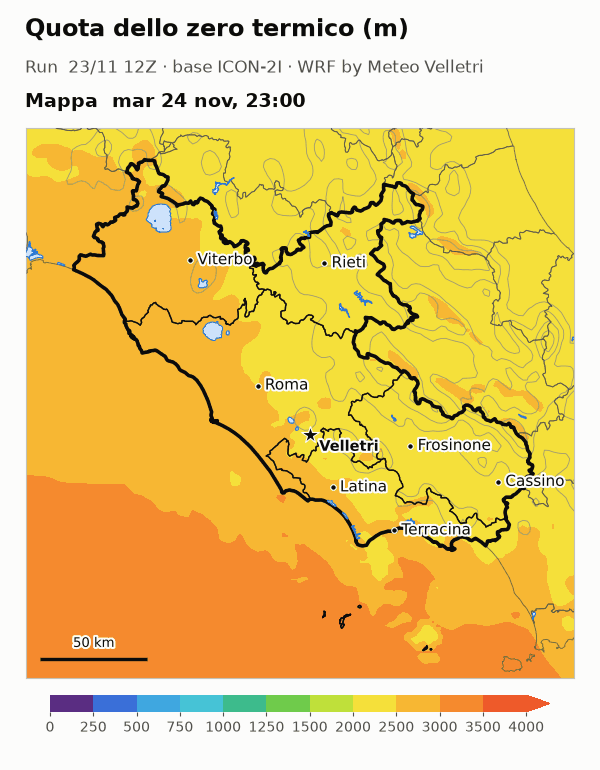 Quota dello zero termico (m)
Run 23/11 12Z · base ICON-2I · WRF by Meteo Velletri
Mappa mar 24 nov, 23:00
Viterbo
Rieti
Roma
Velletri
Frosinone
Cassino
Latina
Terracina
50 km
0 250 500 750 1000 1250 1500 2000 2500 3000 3500 4000